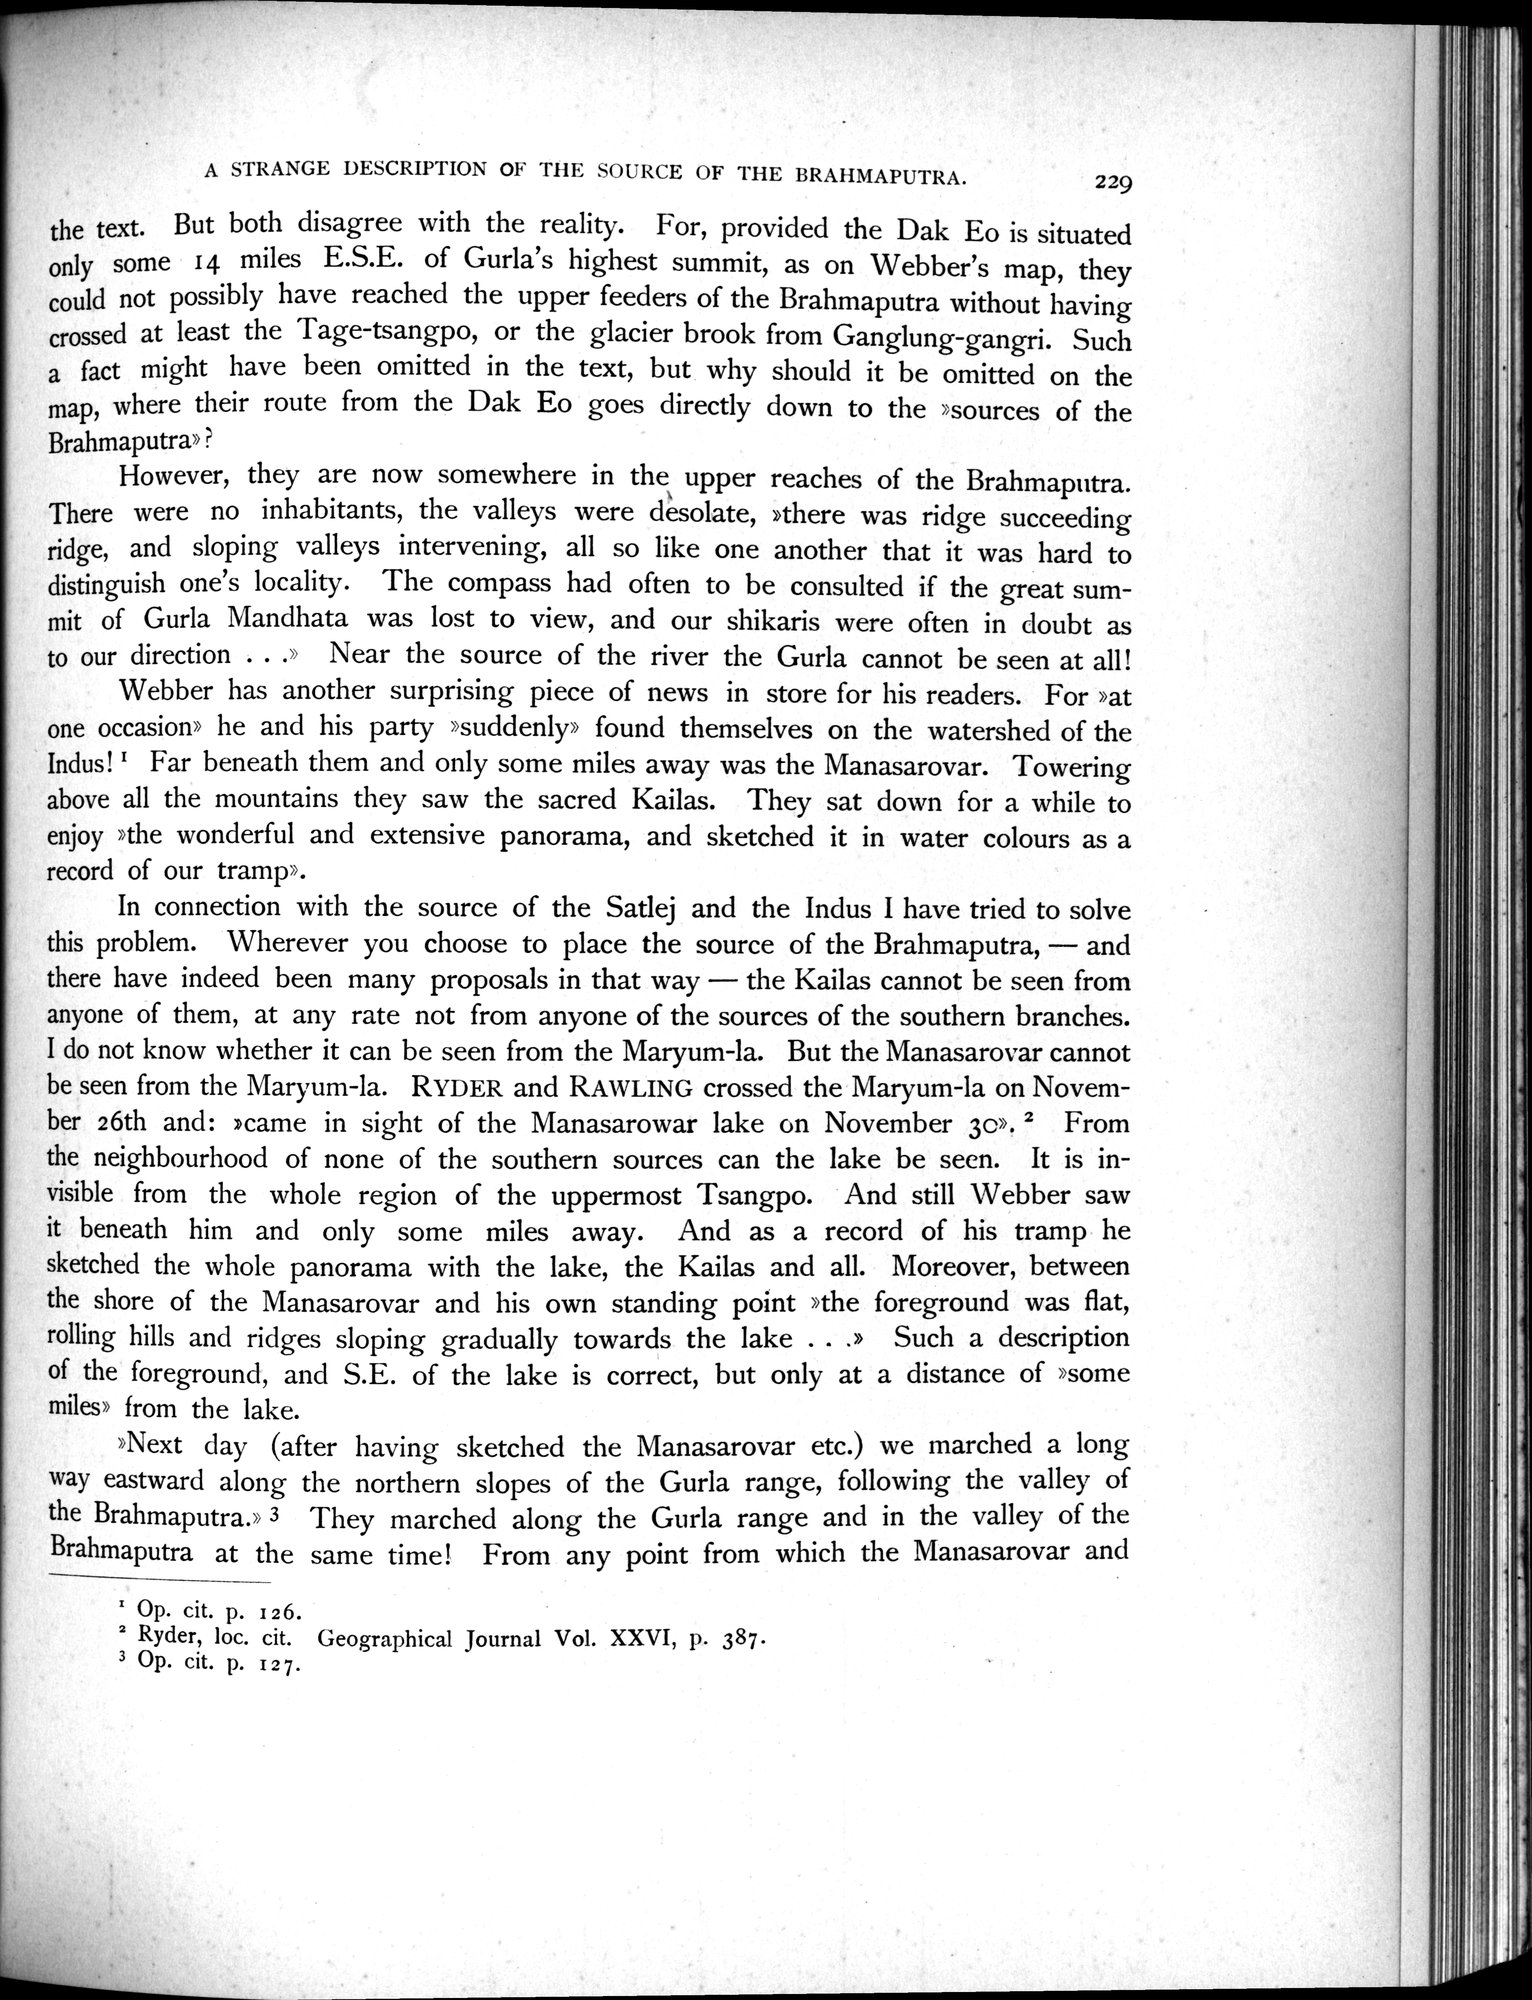 A STRANGE DESCRIPTION OF THE SOURCE OF THE BRAHMAPUTRA. 229
the text. But both disagree with the reality. For, provided the Dak Eo is situated
only some 14 miles E.S.E. of Gurla's highest summit, as on Webber's map, they
could not possibly have reached the upper feeders of the Brahmaputra without having
crossed at least the Tage-tsangpo, or the glacier brook from Ganglung-gangri. Such
a fact might have been omitted in the text, but why should it be omitted on the
map, where their route from the Dak Eo goes directly down to the »sources of the
Brahmaputra»?
However, they are now somewhere in the upper reaches of the Brahmaputra.
There were no inhabitants, the valleys were desolate, »there was ridge succeeding
ridge, and sloping valleys intervening, all so like one another that it was hard to
distinguish one's locality. The compass had often to be consulted if the great sum-
mit of Gurla Mandhata was lost to view, and our shikaris were often in doubt as
to our direction . . .» Near the source of the river the Gurla cannot be seen at all!
Webber has another surprising piece of news in store for his readers. For »at
one occasion» he and his party »suddenly» found themselves on the watershed of the
Indus! ¹ Far beneath them and only some miles away was the Manasarovar. Towering
above all the mountains they saw the sacred Kailas. They sat down for a while to
enjoy »the wonderful and extensive panorama, and sketched it in water colours as a
record of our tramp».
In connection with the source of the Satlej and the Indus I have tried to solve
this problem. Wherever you choose to place the source of the Brahmaputra, — and
there have indeed been many proposals in that way — the Kailas cannot be seen from
anyone of them, at any rate not from anyone of the sources of the southern branches.
I do not know whether it can be seen from the Maryum-la. But the Manasarovar cannot
be seen from the Maryum-la. RYDER and RAWLING crossed the Maryum-la on Novem-
ber 26th and: »came in sight of the Manasarowar lake on November 30». ² From
the neighbourhood of none of the southern sources can the lake be seen. It is in-
visible from the whole region of the uppermost Tsangpo. And still Webber saw
it beneath him and only some miles away. And as a record of his tramp he
sketched the whole panorama with the lake, the Kailas and all. Moreover, between
the shore of the Manasarovar and his own standing point »the foreground was flat,
rolling hills and ridges sloping gradually towards the lake . . .» Such a description
of the foreground, and S.E. of the lake is correct, but only at a distance of »some
miles» from the lake.
»Next day (after having sketched the Manasarovar etc.) we marched a long
way eastward along the northern slopes of the Gurla range, following the valley of
the Brahmaputra.» ³ They marched along the Gurla range and in the valley of the
Brahmaputra at the same time! From any point from which the Manasarovar and
¹ Op. cit. p. 126.
² Ryder, loc. cit. Geographical Journal Vol. XXVI, p. 387.
³ Op. cit. p. 127.